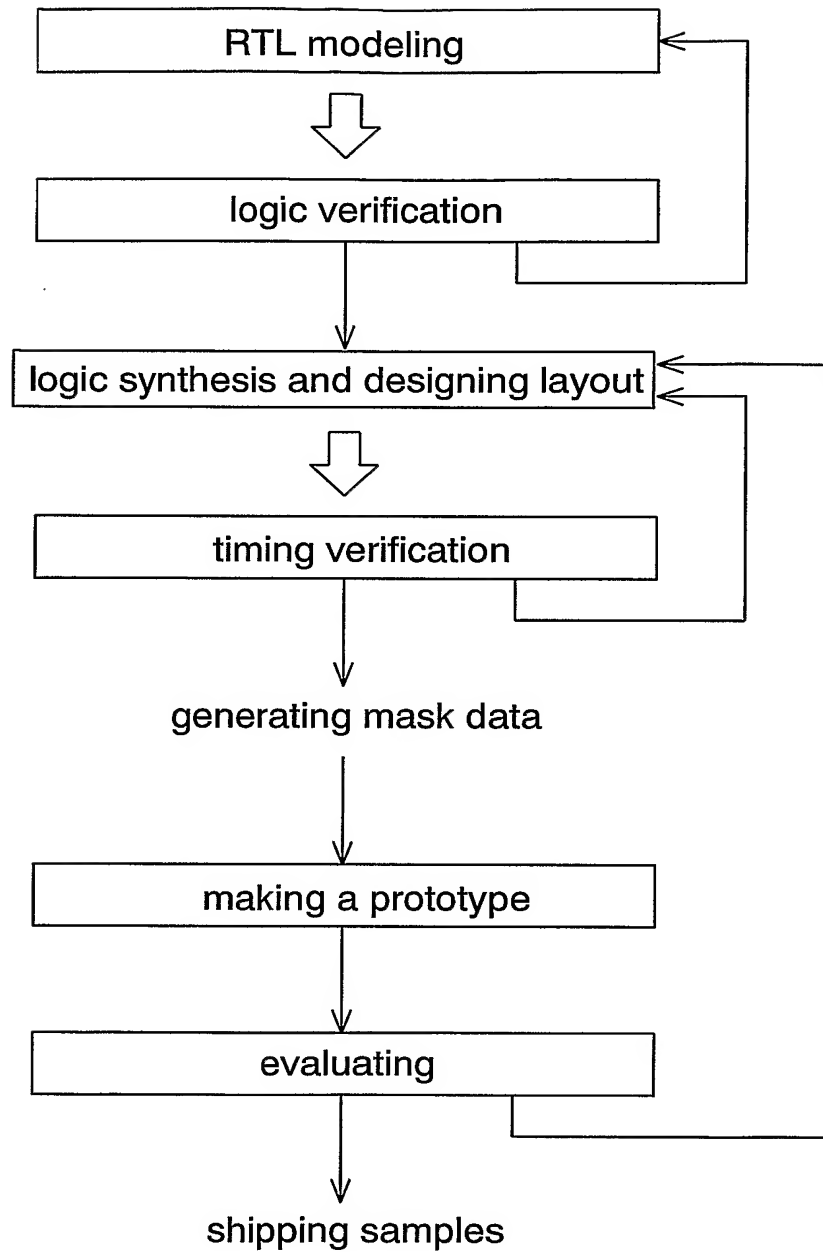 RTL modeling
logic verification
logic synthesis and designing layout
timing verification
generating mask data
making a prototype
evaluating
shipping samples